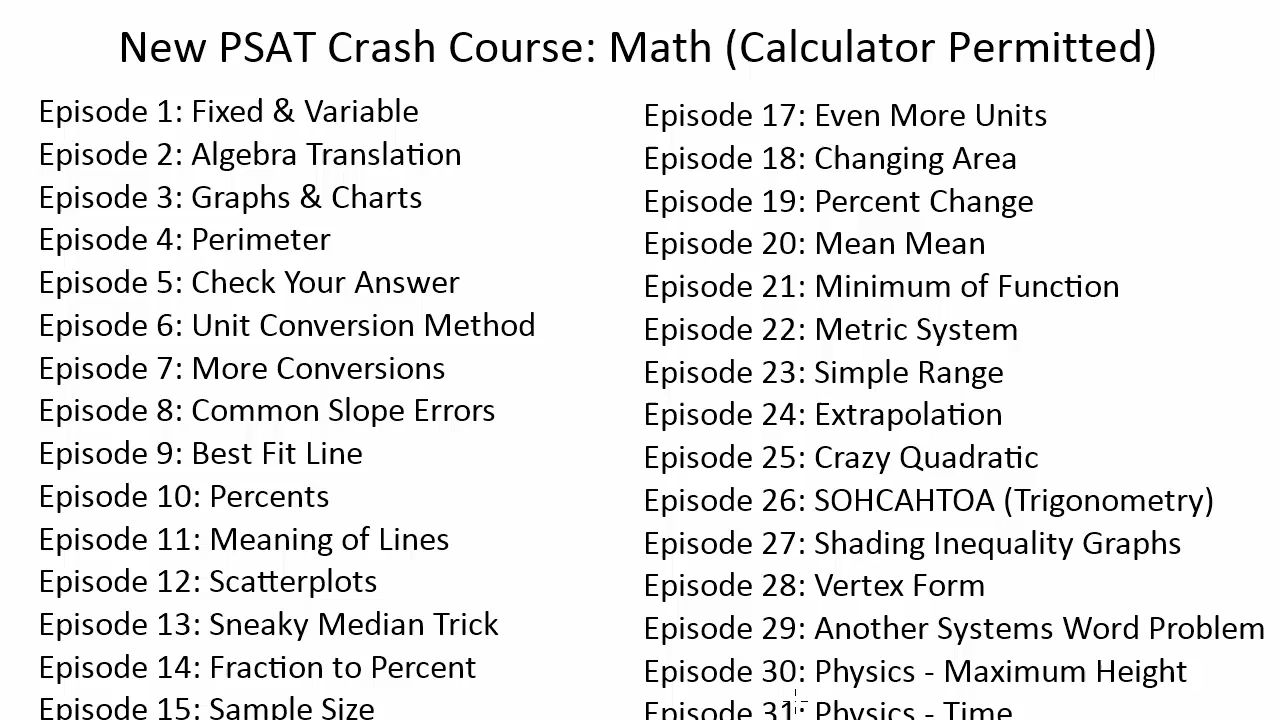 New PSAT Crash Course: Math (Calculator Permitted)
Episode 1: Fixed & Variable
Episode 2: Algebra Translation
Episode 3: Graphs & Charts
Episode 4: Perimeter
Episode 5: Check Your Answer
Episode 6: Unit Conversion Method
Episode 7: More Conversions
Episode 8: Common Slope Errors
Episode 9: Best Fit Line
Episode 10: Percents
Episode 11: Meaning of Lines
Episode 12: Scatterplots
Episode 13: Sneaky Median Trick
Episode 14: Fraction to Percent
Episode 15: Sample Size
Episode 17: Even More Units
Episode 18: Changing Area
Episode 19: Percent Change
Episode 20: Mean Mean
Episode 21: Minimum of Function
Episode 22: Metric System
Episode 23: Simple Range
Episode 24: Extrapolation
Episode 25: Crazy Quadratic
Episode 26: SOHCAHTOA (Trigonometry)
Episode 27: Shading Inequality Graphs
Episode 28: Vertex Form
Episode 29: Another Systems Word Problem
Episode 30: Physics - Maximum Height
Episode 31: Physics - Time